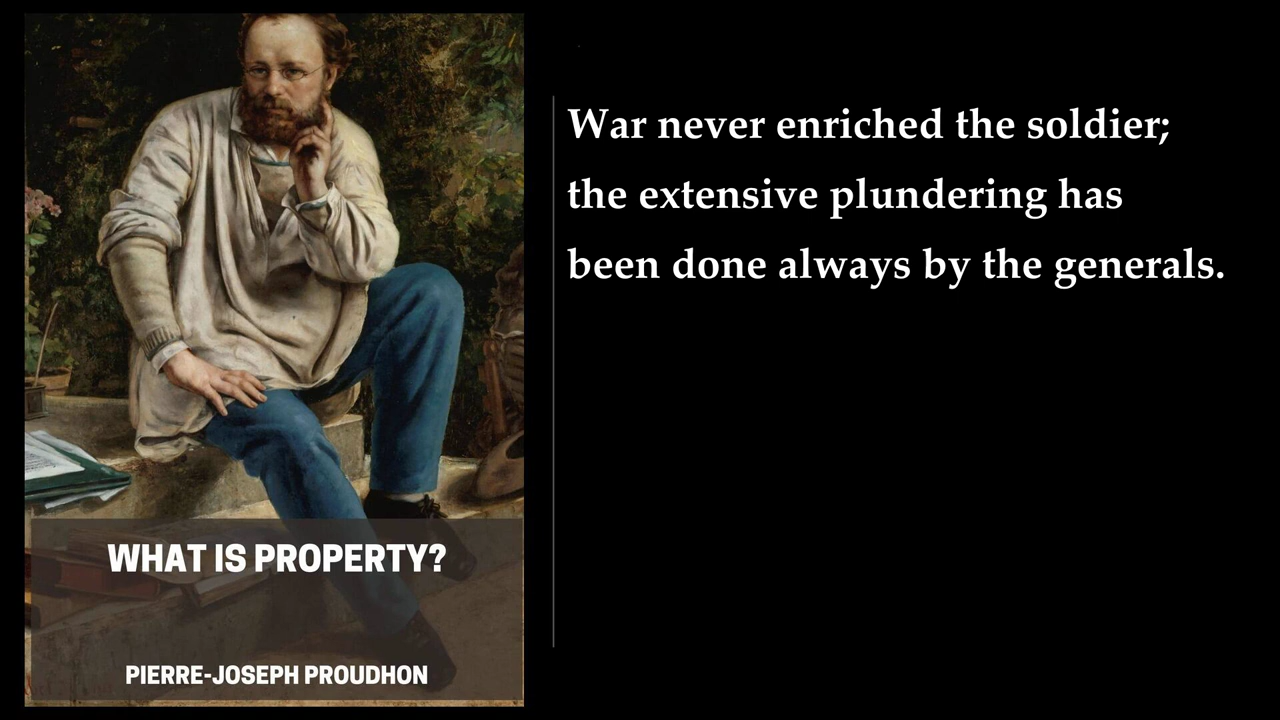 War never enriched the soldier;
the extensive plundering has
been done always by the generals.
WHAT IS PROPERTY?
PIERRE-JOSEPH PROUDHON